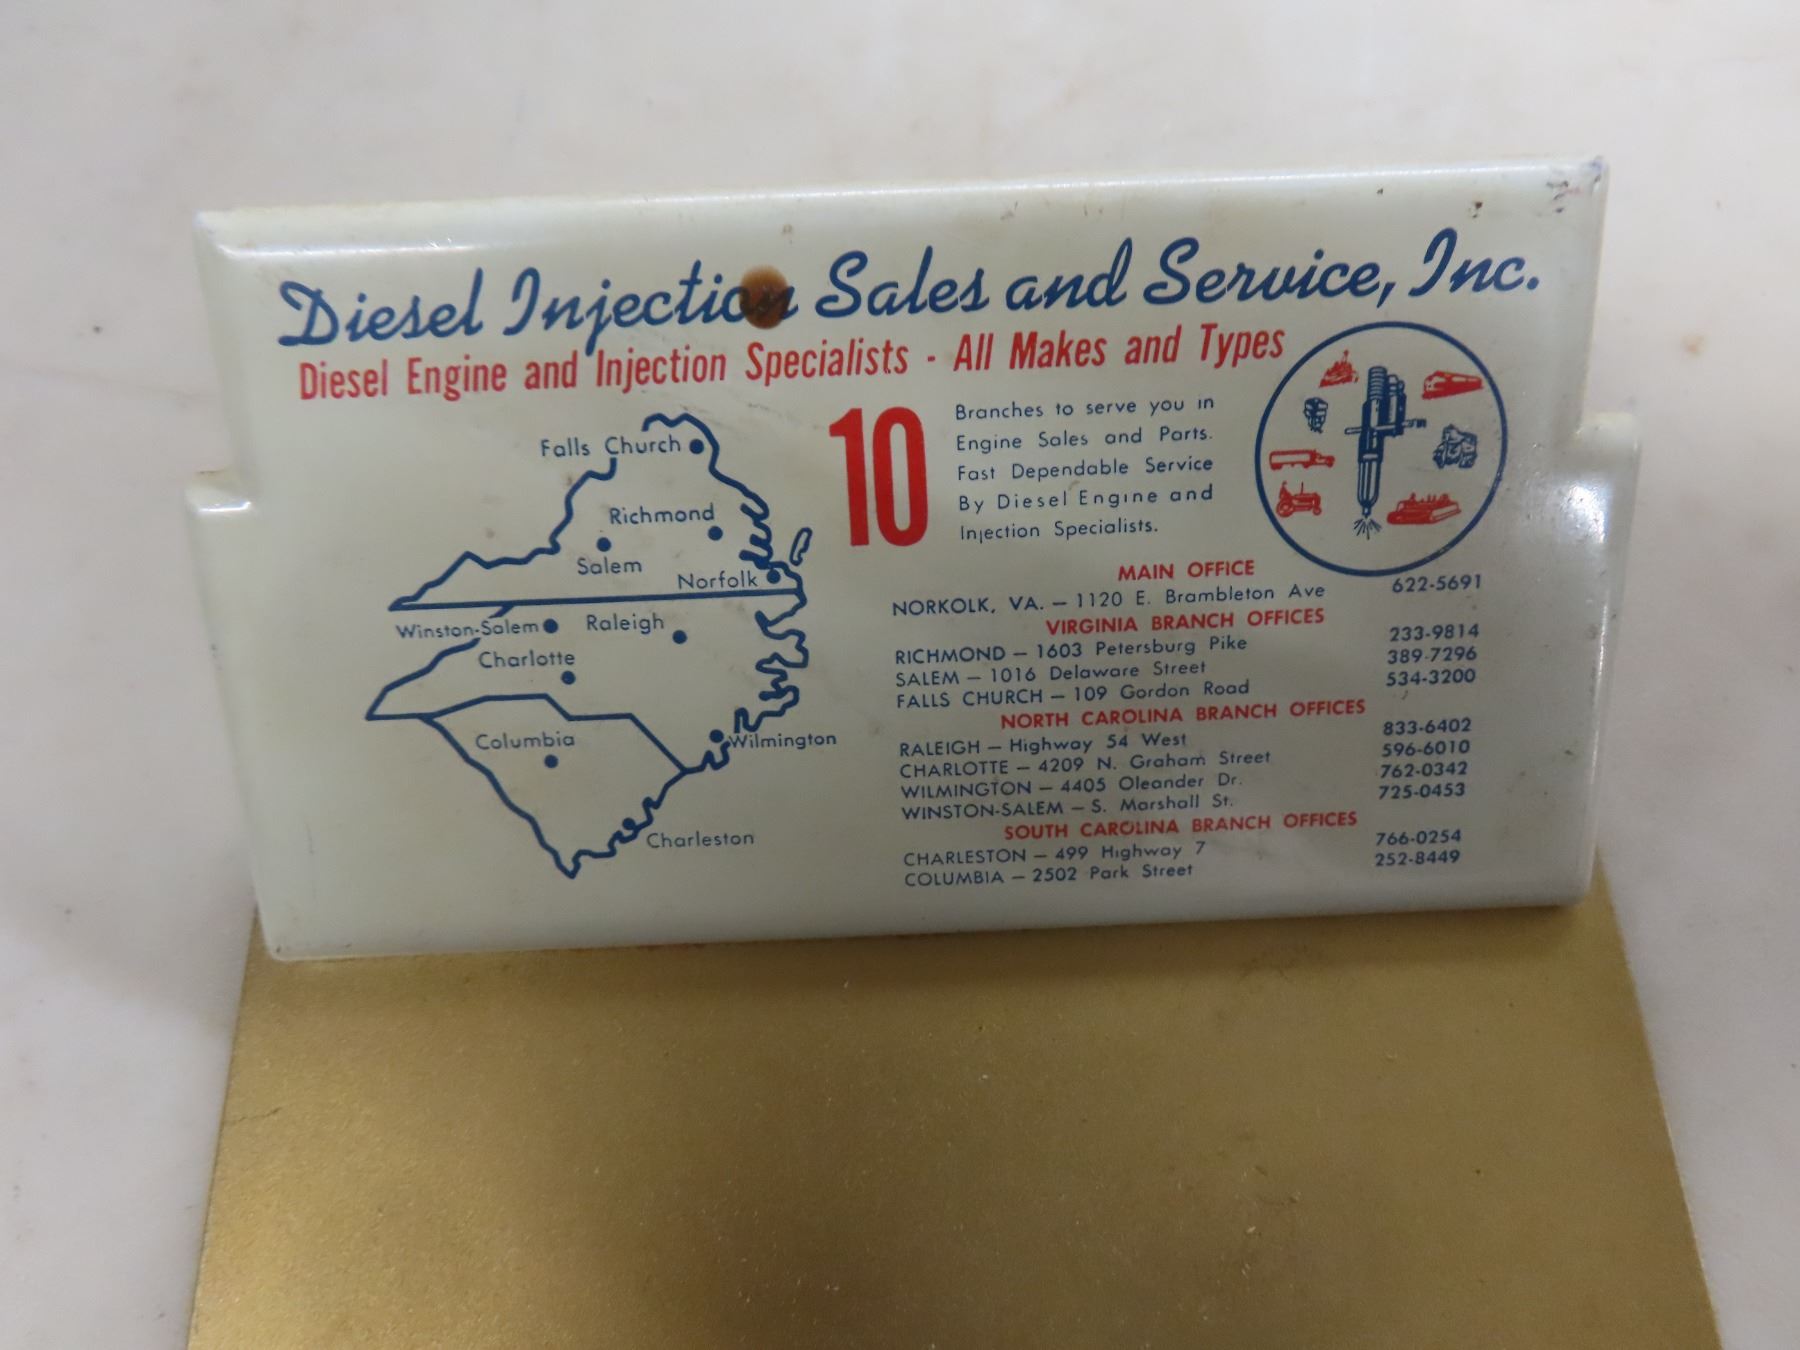 Diesel Injection Sales and Service, Inc.
Diesel Engine and Injection Specialists - All Makes and Types
Falls Church
Richmond
Salem
Norfolk
Winston-Salem
Raleigh
Charlotte
Columbia
Wilmington
Charleston
10
Branches to serve you in
Engine Sales and Parts.
Fast Dependable Service
By Diesel Engine and
Injection Specialists.
MAIN OFFICE
NORKOLK, VA. – 1120 E. Brambleton Ave 622-5691
VIRGINIA BRANCH OFFICES
RICHMOND – 1603 Petersburg Pike 233-9814
SALEM – 1016 Delaware Street 389-7296
FALLS CHURCH – 109 Gordon Road 534-3200
NORTH CAROLINA BRANCH OFFICES
RALEIGH – Highway 54 West 833-6402
CHARLOTTE – 4209 N. Graham Street 596-6010
WILMINGTON – 4405 Oleander Dr. 762-0342
WINSTON-SALEM – S. Marshall St. 725-0453
SOUTH CAROLINA BRANCH OFFICES
CHARLESTON – 499 Highway 7 766-0254
COLUMBIA – 2502 Park Street 252-8449